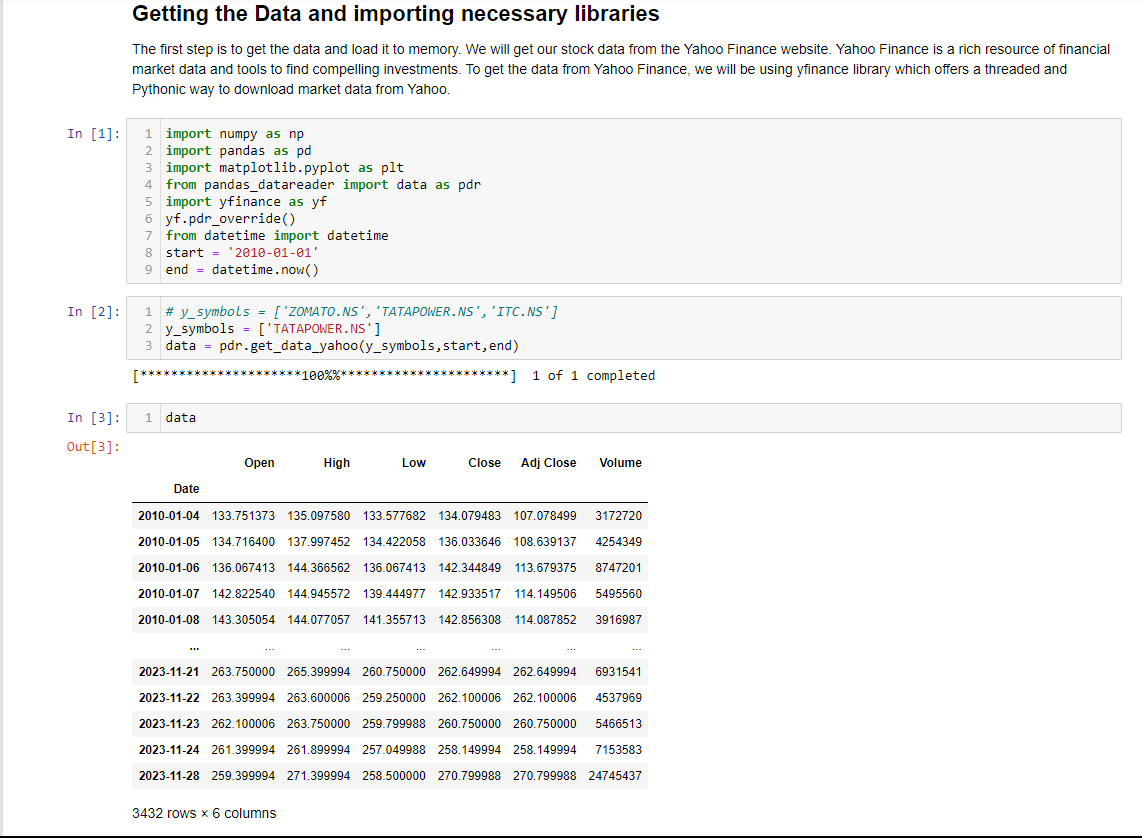 Getting the Data and importing necessary libraries
The first step is to get the data and load it to memory. We will get our stock data from the Yahoo Finance website. Yahoo Finance is a rich resource of financial
market data and tools to find compelling investments. To get the data from Yahoo Finance, we will be using yfinance library which offers a threaded and
Pythonic way to download market data from Yahoo.
In [1]:
1 import numpy as np
2 import pandas as pd
3 import matplotlib.pyplot as plt
4 from pandas_datareader import data as pdr
5 import yfinance as yf
6 yf.pdr_override()
7 from datetime import datetime
8 start = '2010-01-01'
9 end = datetime.now()
In [2]:
1 # y_symbols = ['ZOMATO.NS','TATAPOWER.NS','ITC.NS']
2 y_symbols = ['TATAPOWER.NS']
3 data = pdr.get_data_yahoo(y_symbols,start,end)
[*********************100%%**********************] 1 of 1 completed
In [3]:
1 data
Out[3]:
Open High Low Close Adj Close Volume
Date
2010-01-04 133.751373 135.097580 133.577682 134.079483 107.078499 3172720
2010-01-05 134.716400 137.997452 134.422058 136.033646 108.639137 4254349
2010-01-06 136.067413 144.366562 136.067413 142.344849 113.679375 8747201
2010-01-07 142.822540 144.945572 139.444977 142.933517 114.149506 5495560
2010-01-08 143.305054 144.077057 141.355713 142.856308 114.087852 3916987
... ... ... ... ... ... ...
2023-11-21 263.750000 265.399994 260.750000 262.649994 262.649994 6931541
2023-11-22 263.399994 263.600006 259.250000 262.100006 262.100006 4537969
2023-11-23 262.100006 263.750000 259.799988 260.750000 260.750000 5466513
2023-11-24 261.399994 261.899994 257.049988 258.149994 258.149994 7153583
2023-11-28 259.399994 271.399994 258.500000 270.799988 270.799988 24745437
3432 rows × 6 columns